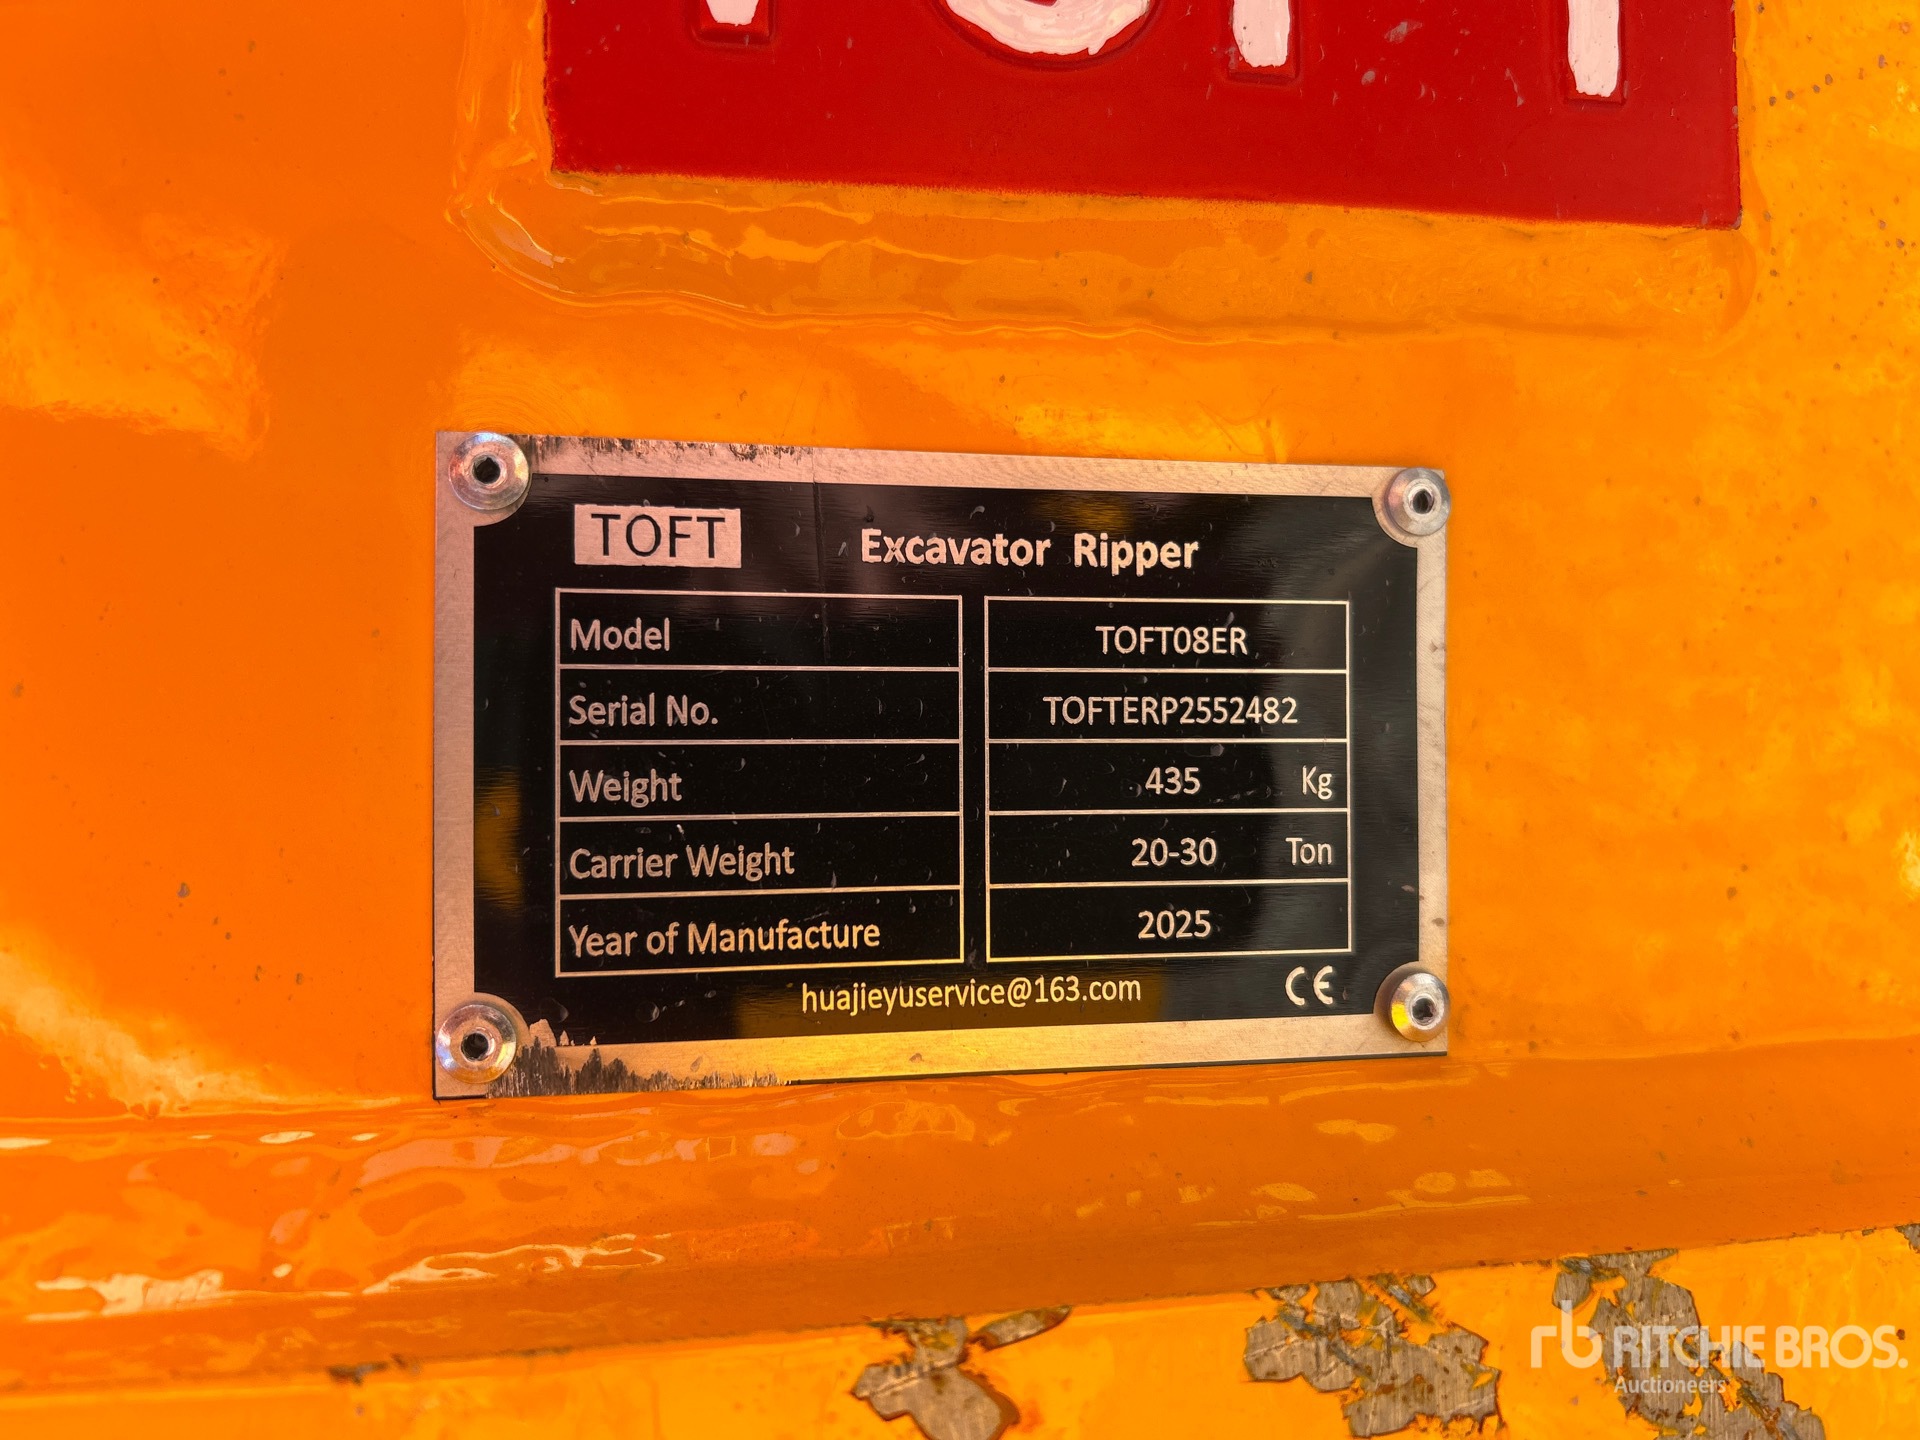 TOFT
Excavator Ripper
Model TOFT08ER
Serial No. TOFTERP2552482
Weight 435 Kg
Carrier Weight 20-30 Ton
Year of Manufacture 2025
huajieyuservice@163.com CE
rb RITCHIE BROS.
Auctioneers